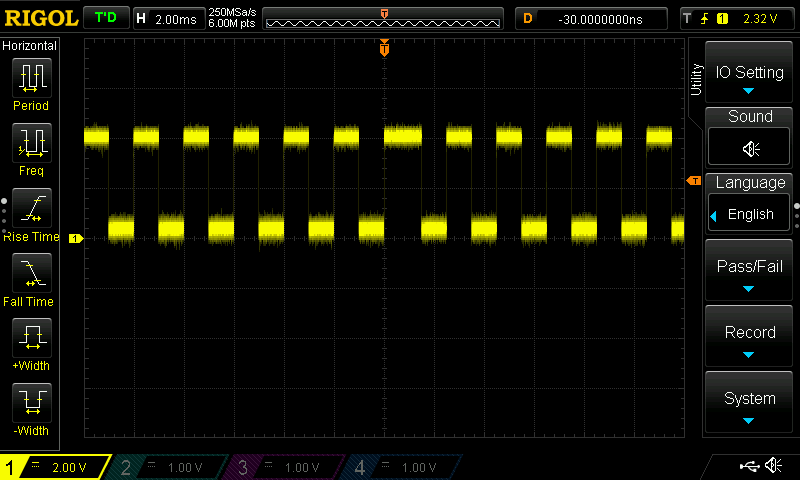 RIGOL T'D H 2.00ms 250MSa/s 6.00M pts T D -30.0000000ns T 1 2.32 V
Horizontal
Period
Freq
Rise Time
Fall Time
+Width
-Width
T
T
1
Utility
IO Setting
Sound
Language
English
Pass/Fail
Record
System
1 2.00 V 2 1.00 V 3 1.00 V 4 1.00 V